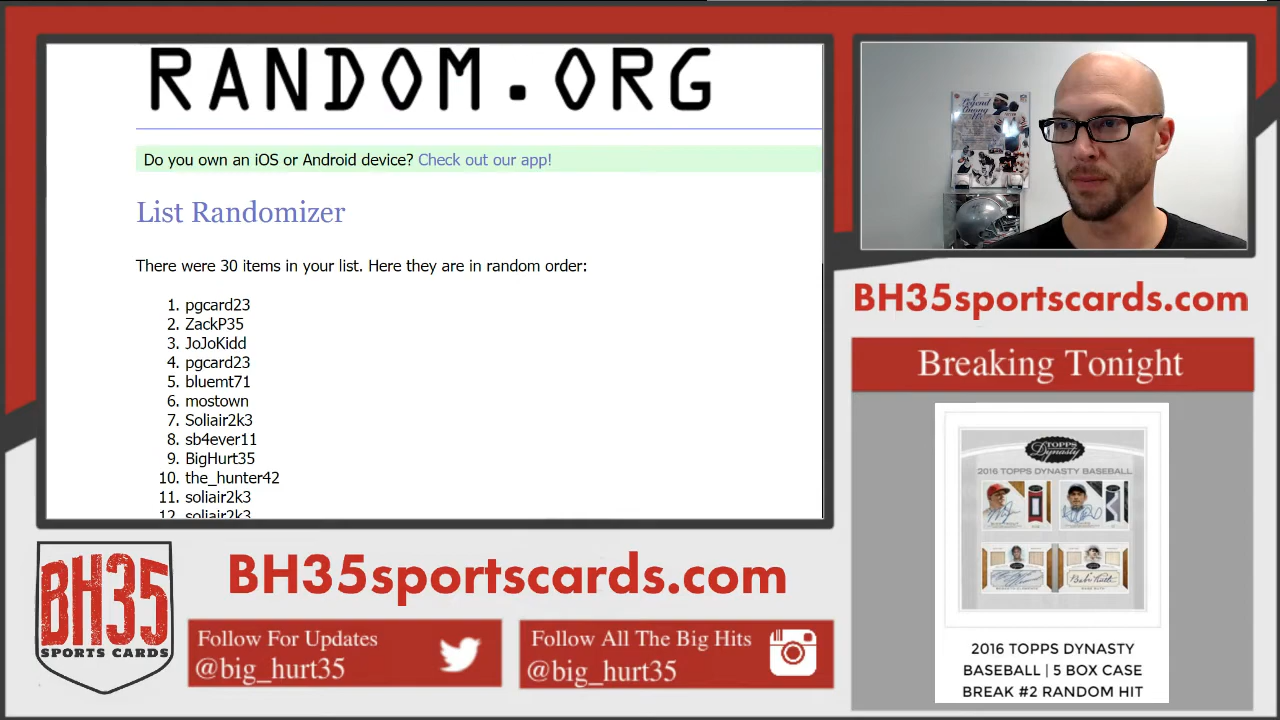 RANDOM.ORG
Do you own an iOS or Android device? Check out our app!
List Randomizer
There were 30 items in your list. Here they are in random order:
1. pgcard23
2. ZackP35
3. JoJoKidd
4. pgcard23
5. bluemt71
6. mostown
7. Soliair2k3
8. sb4ever11
9. BigHurt35
10. the_hunter42
11. soliair2k3
12. soliair2k3
BH35sportscards.com
Breaking Tonight
TOPPS
Dynasty
2016 TOPPS DYNASTY BASEBALL
2016 TOPPS DYNASTY
BASEBALL | 5 BOX CASE
BREAK #2 RANDOM HIT
BH35
SPORTS CARDS
BH35sportscards.com
Follow For Updates
@big_hurt35
Follow All The Big Hits
@big_hurt35